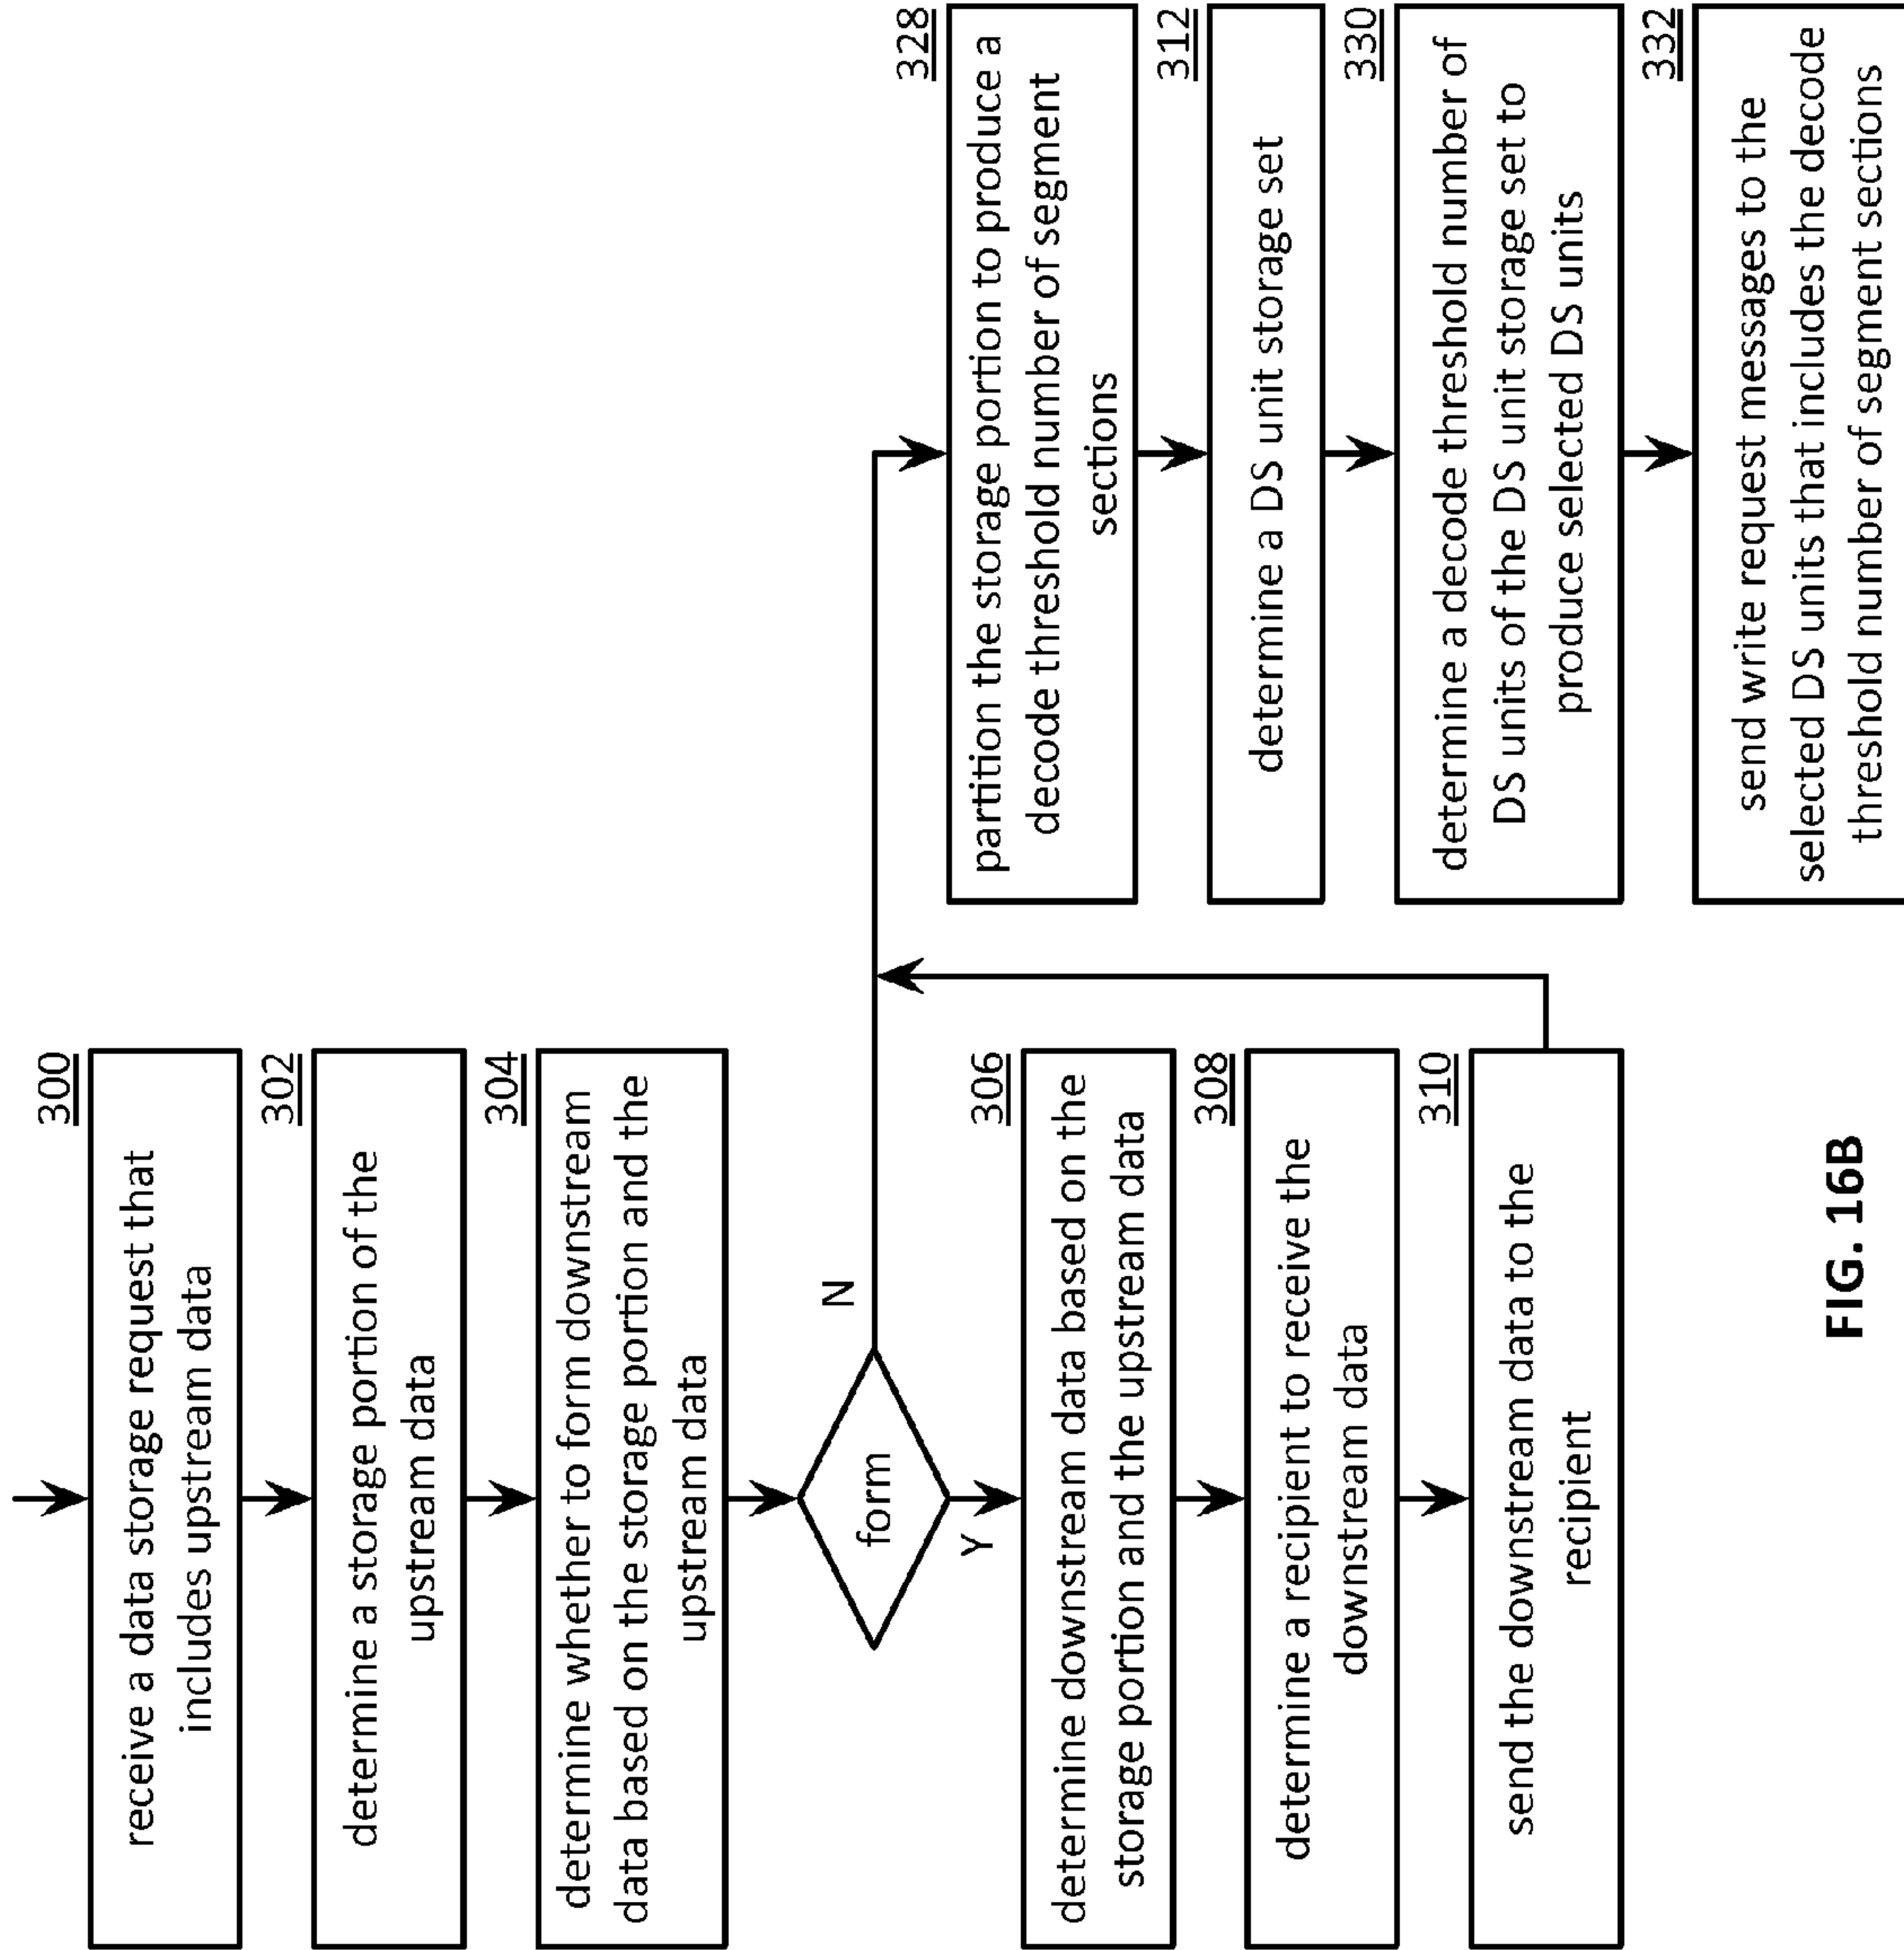 300
receive a data storage request that
includes upstream data
302
determine a storage portion of the
upstream data
304
determine whether to form downstream
data based on the storage portion and the
upstream data
form
N
Y
306
determine downstream data based on the
storage portion and the upstream data
308
determine a recipient to receive the
downstream data
310
send the downstream data to the
recipient
328
partition the storage portion to produce a
decode threshold number of segment
sections
312
determine a DS unit storage set
330
determine a decode threshold number of
DS units of the DS unit storage set to
produce selected DS units
332
send write request messages to the
selected DS units that includes the decode
threshold number of segment sections
FIG. 16B